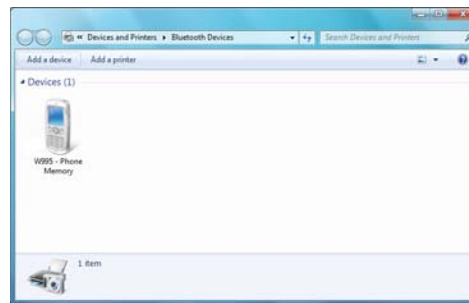 « Devices and Printers ▸ Bluetooth Devices
Search Devices and Printers
Add a device Add a printer
Devices (1)
W995 - Phone
Memory
1 item